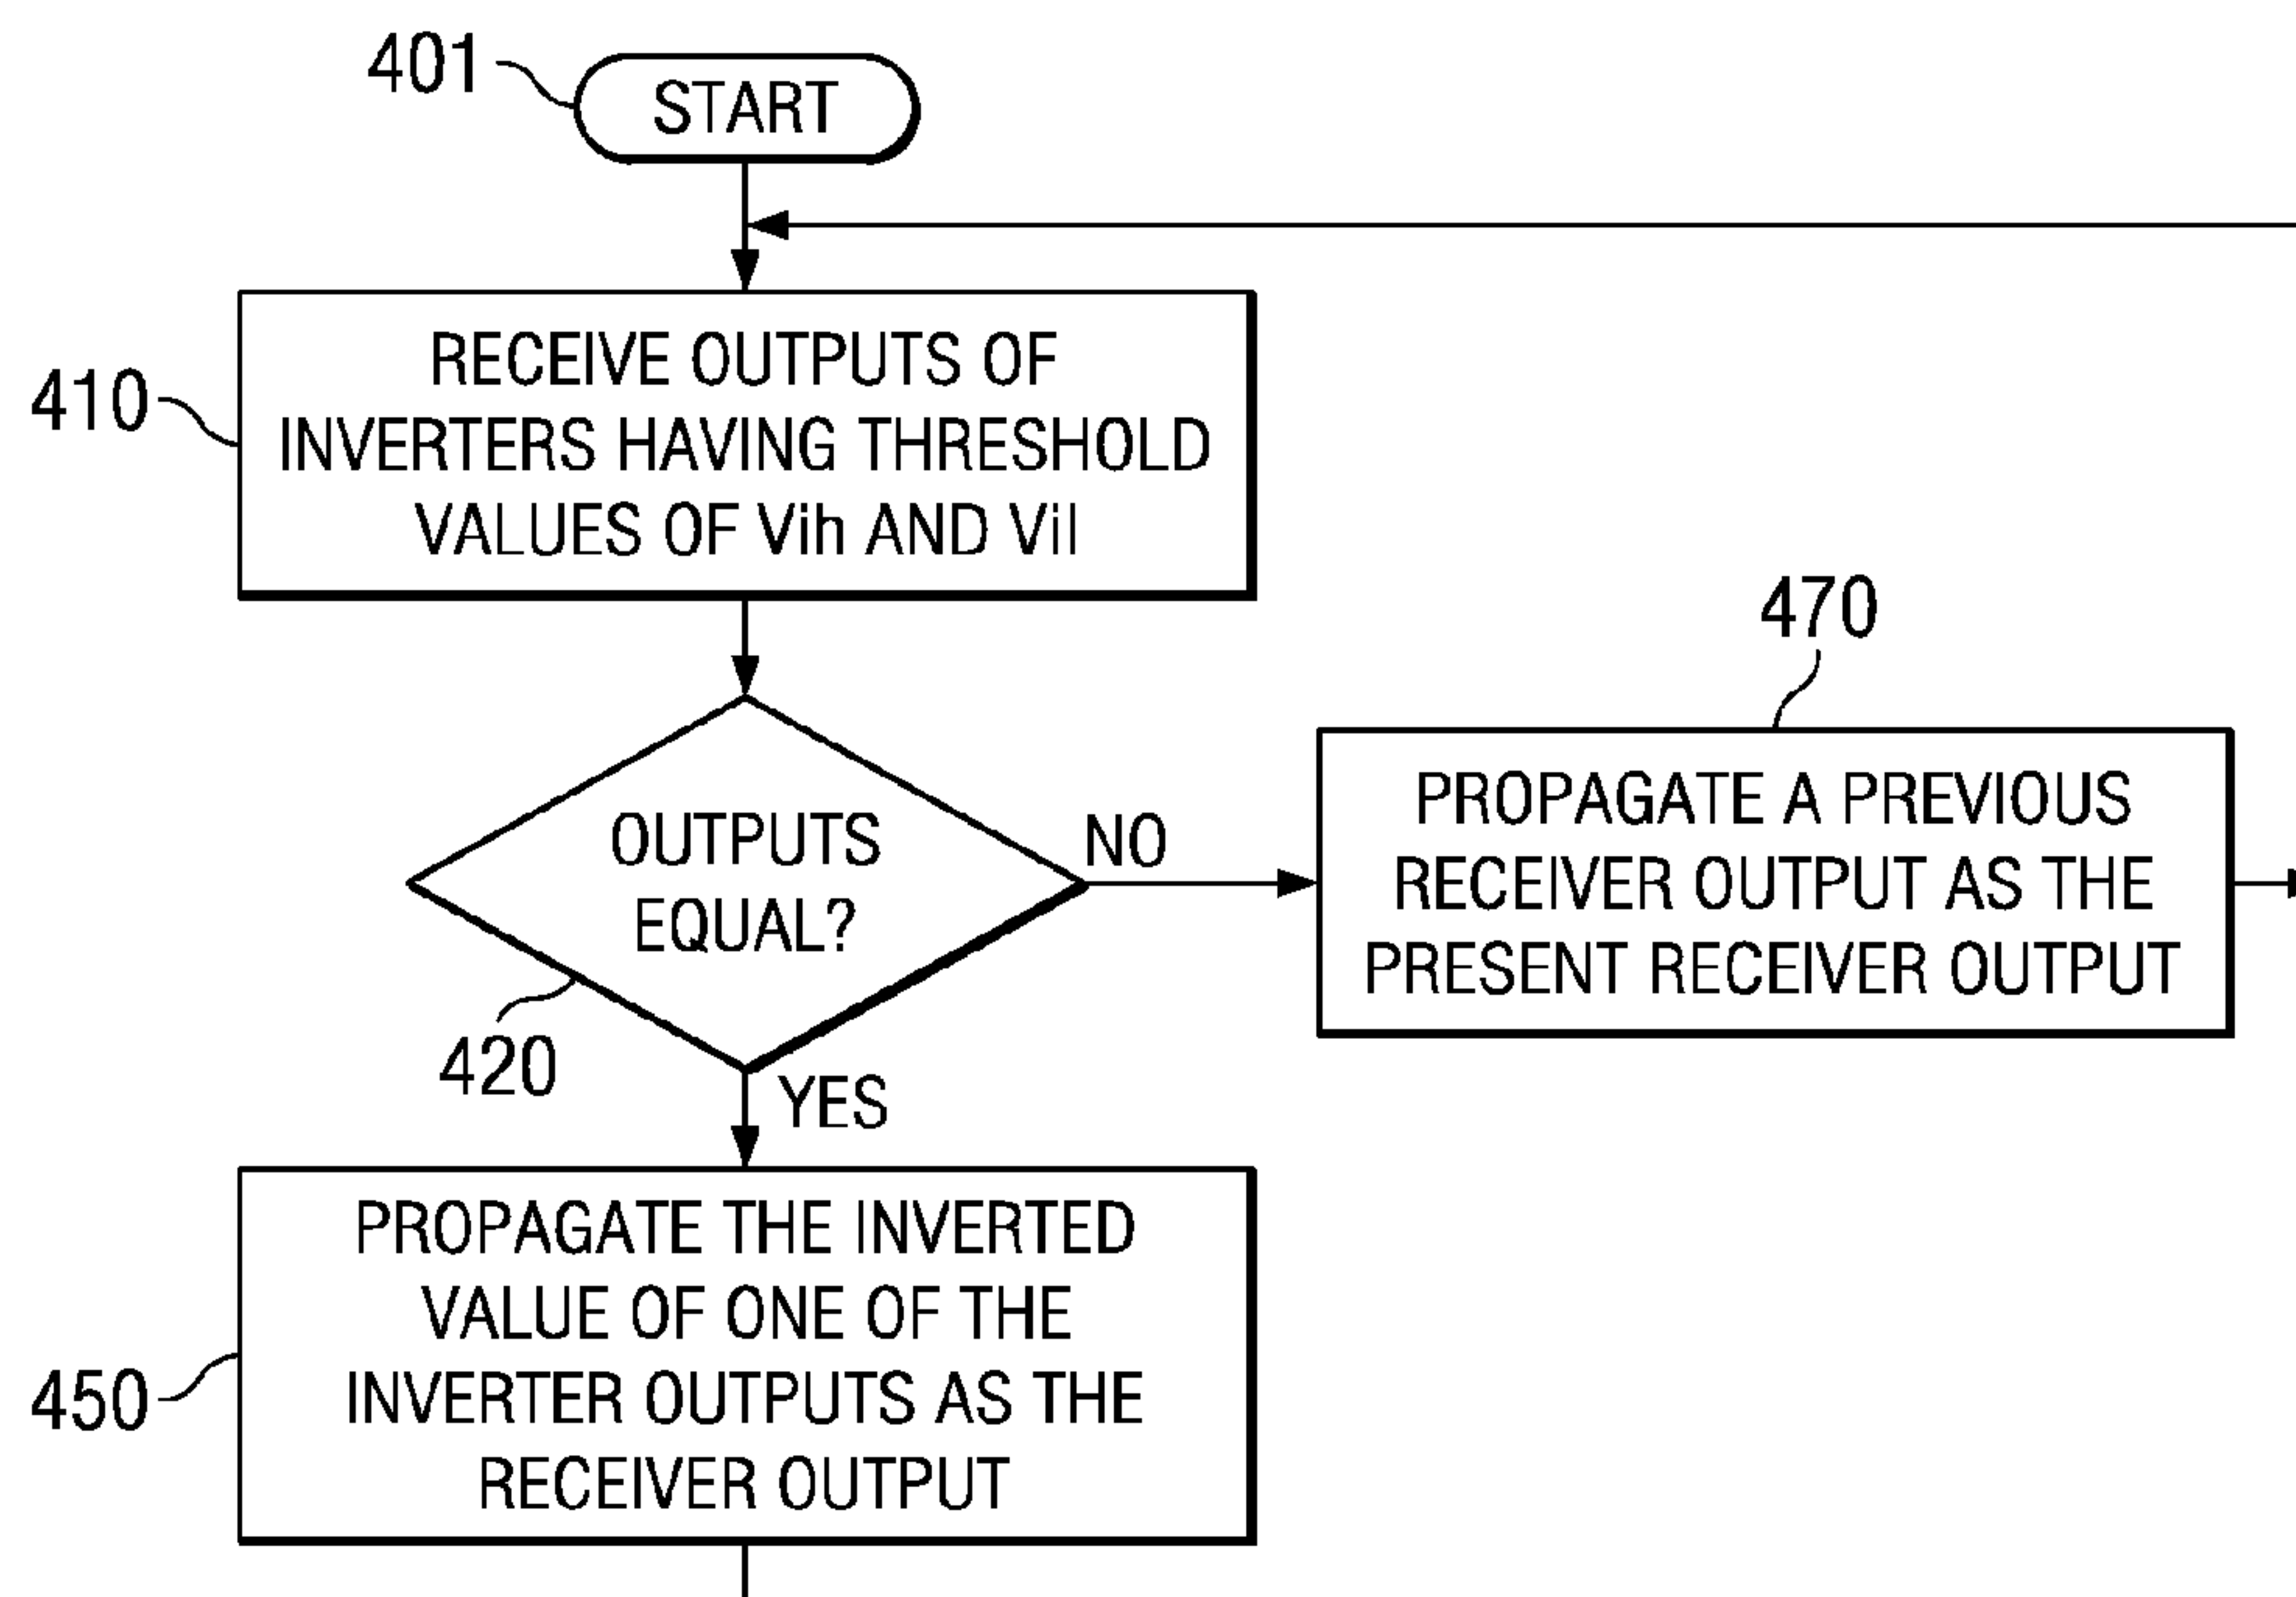 401
START
410
RECEIVE OUTPUTS OF
INVERTERS HAVING THRESHOLD
VALUES OF Vih AND Vil
OUTPUTS
EQUAL?
420
NO
YES
470
PROPAGATE A PREVIOUS
RECEIVER OUTPUT AS THE
PRESENT RECEIVER OUTPUT
450
PROPAGATE THE INVERTED
VALUE OF ONE OF THE
INVERTER OUTPUTS AS THE
RECEIVER OUTPUT